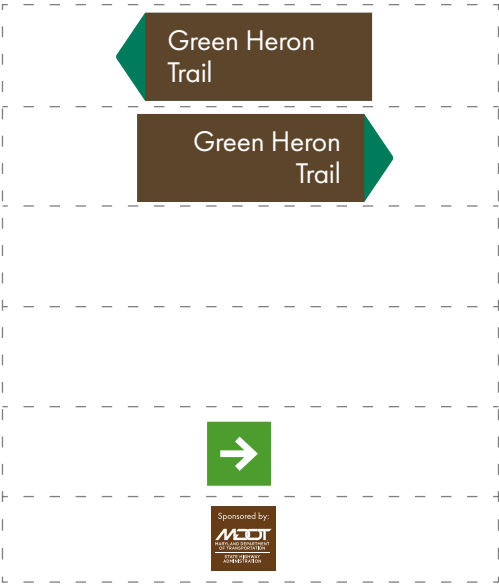 Green Heron
Trail
Green Heron
Trail
Sponsored by:
MDOT
MARYLAND DEPARTMENT
OF TRANSPORTATION
STATE HIGHWAY
ADMINISTRATION